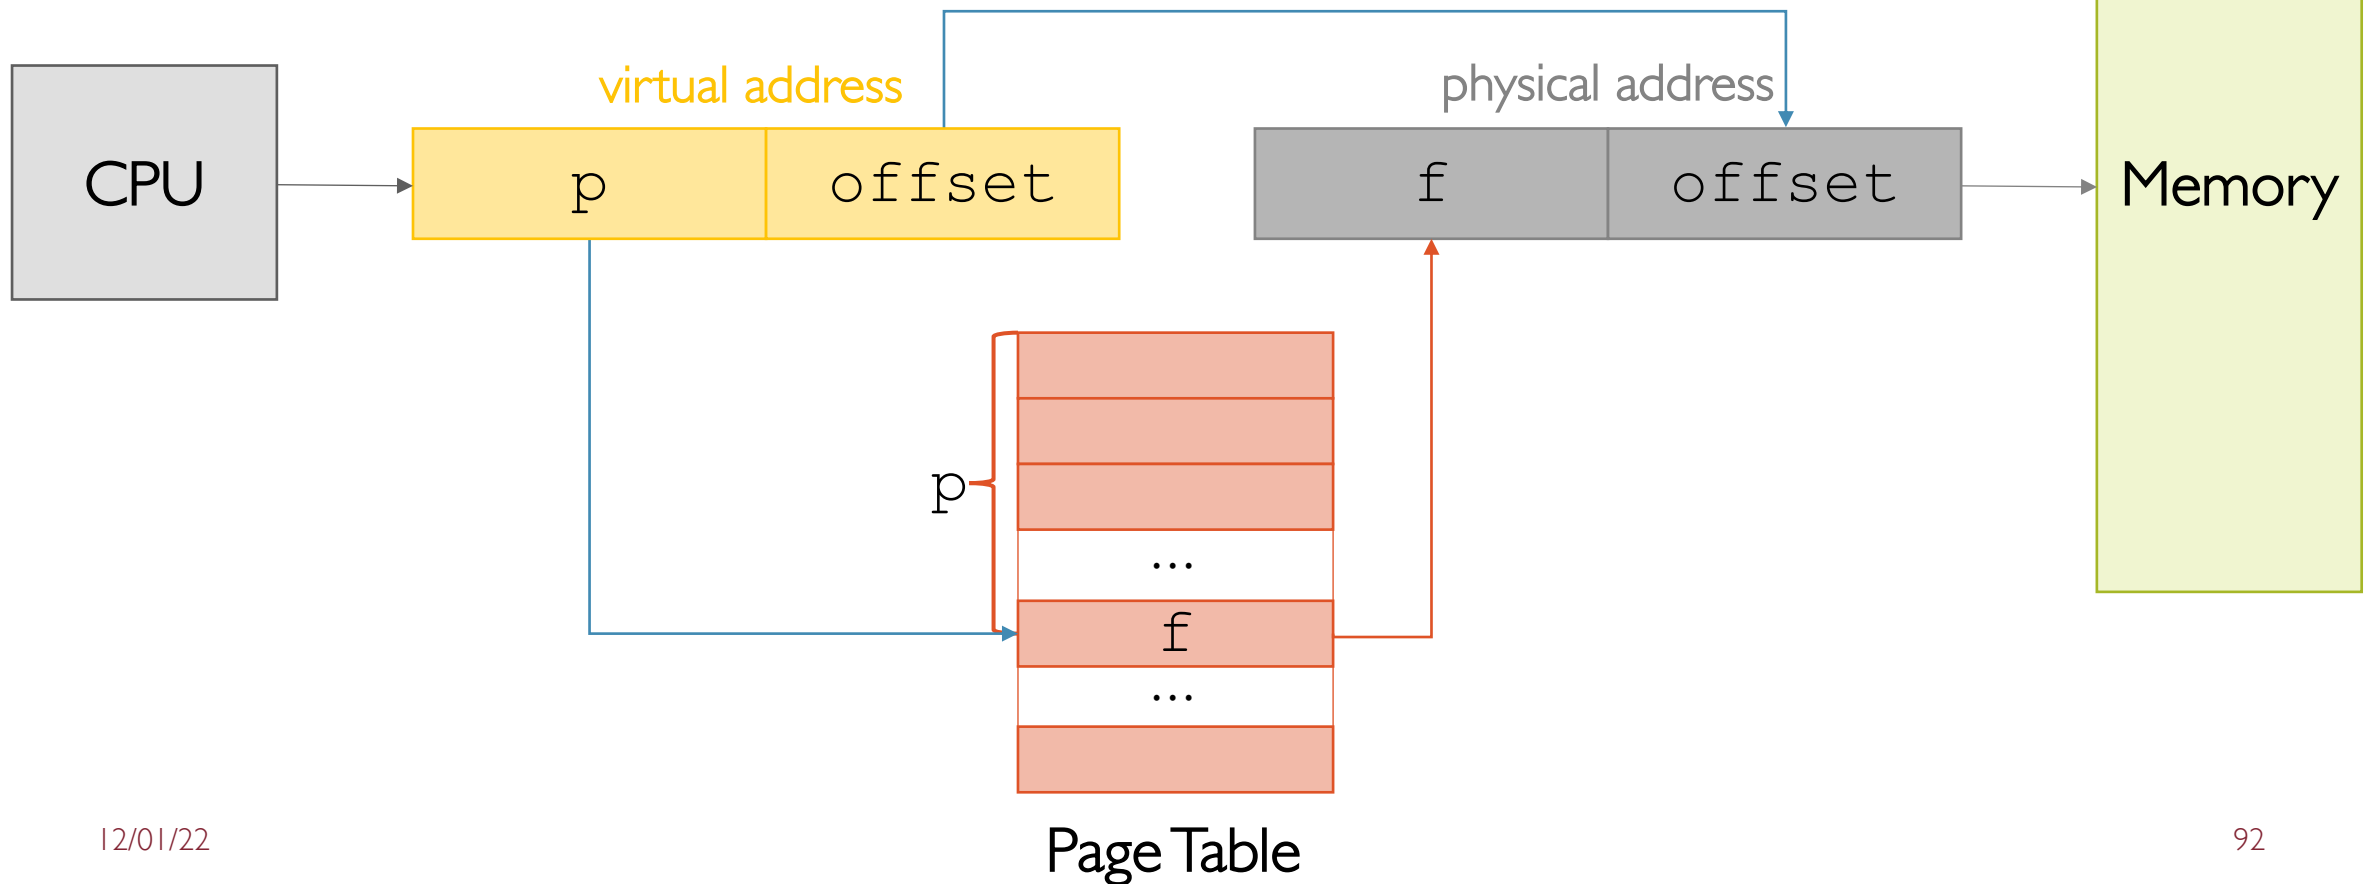 virtual address
physical address
CPU
p
offset
f
offset
Memory
p
...
f
...
Page Table
12/01/22
92